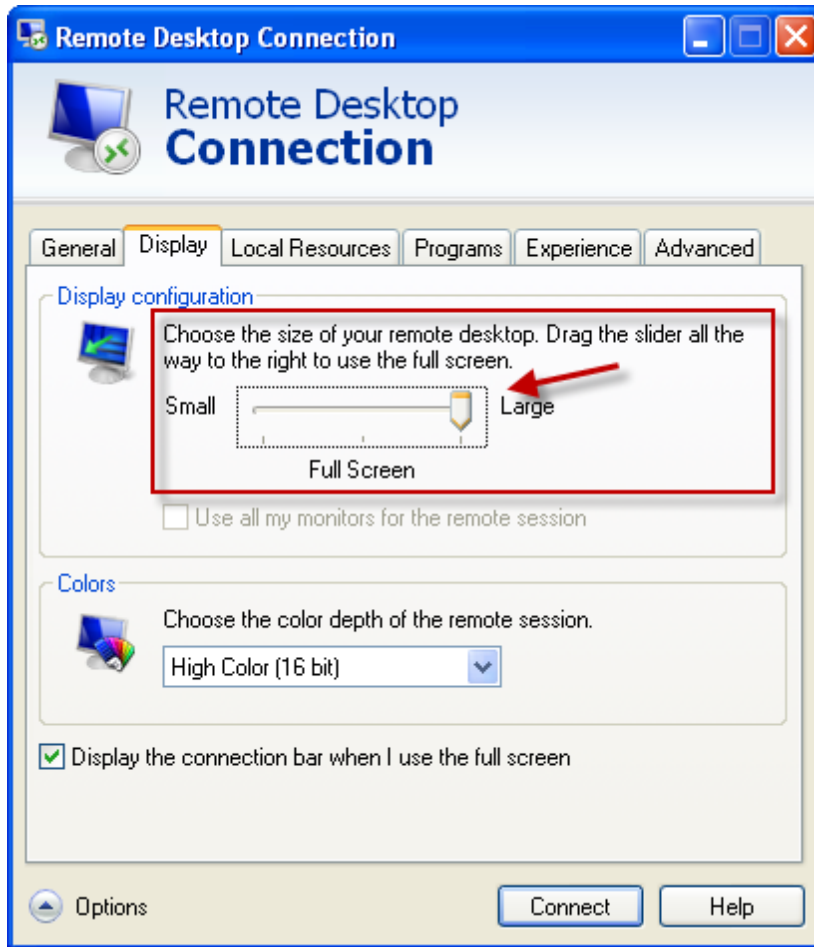 Remote Desktop Connection
Remote Desktop
Connection
General Display Local Resources Programs Experience Advanced
Display configuration
Choose the size of your remote desktop. Drag the slider all the
way to the right to use the full screen.
Small Large
Full Screen
Use all my monitors for the remote session
Colors
Choose the color depth of the remote session.
High Color (16 bit)
Display the connection bar when I use the full screen
Options Connect Help